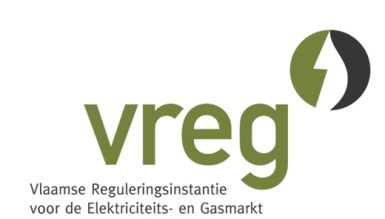 vreg
Vlaamse Reguleringsinstantie
voor de Elektriciteits- en Gasmarkt